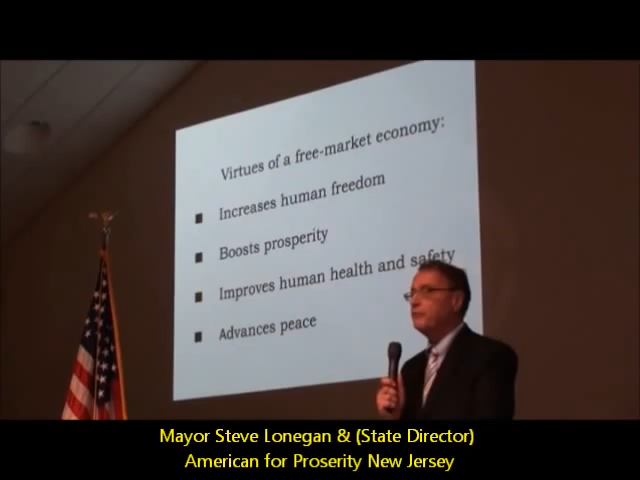 Virtues of a free-market economy:
■ Increases human freedom
■ Boosts prosperity
■ Improves human health and safety
■ Advances peace
Mayor Steve Lonegan & (State Director)
American for Proserity New Jersey